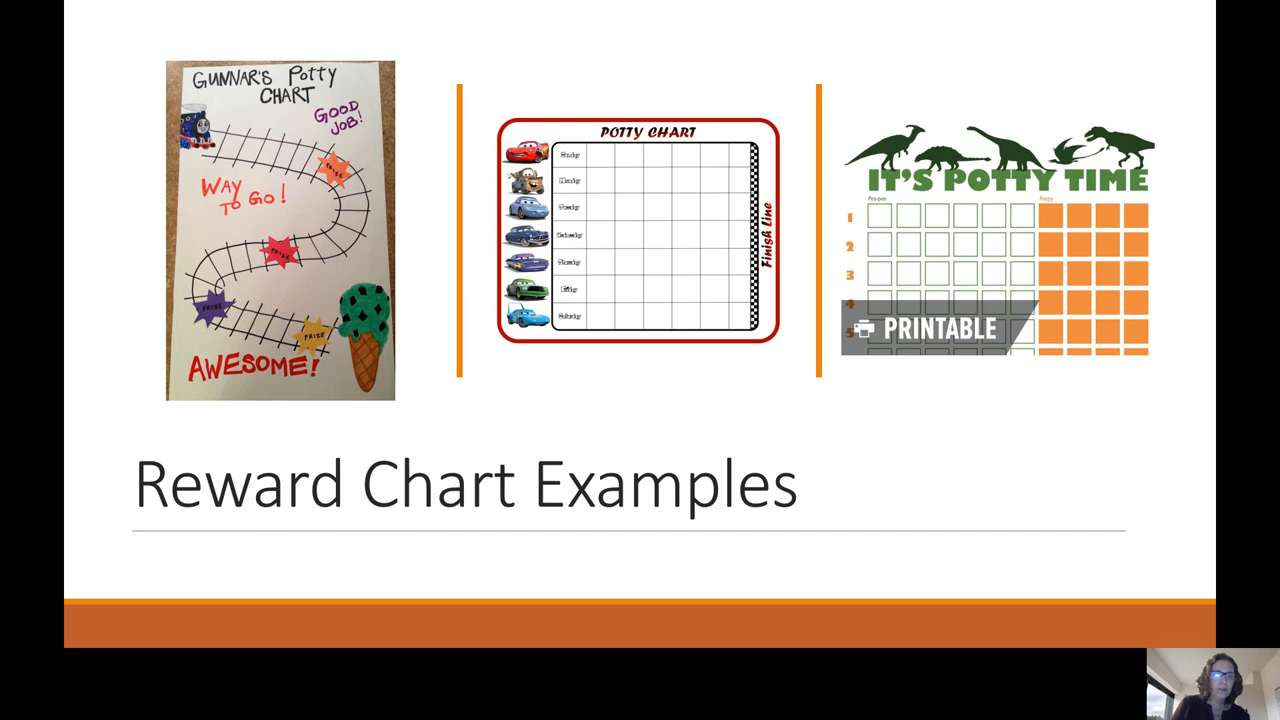 GUNNAR'S POTTY
CHART
GOOD
JOB!
PRIZE
WAY
TO GO!
PRIZE
PRIZE
PRIZE
AWESOME!
POTTY CHART
Sunday
Monday
Tuesday
Wednesday
Thursday
Friday
Saturday
Finish Line
IT'S POTTY TIME
Pee-pee
Poopy
1
2
3
4
5
PRINTABLE
Reward Chart Examples